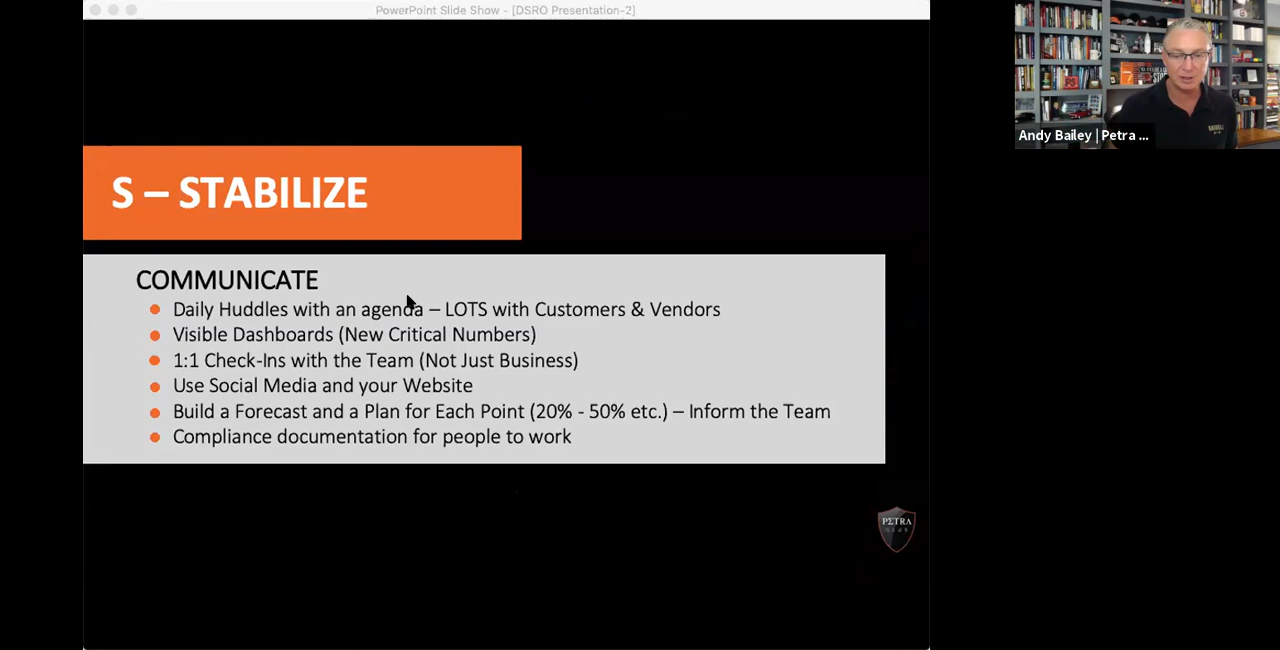 PowerPoint Slide Show - [DSRO Presentation-2]
S – STABILIZE
COMMUNICATE
Daily Huddles with an agenda – LOTS with Customers & Vendors
Visible Dashboards (New Critical Numbers)
1:1 Check-Ins with the Team (Not Just Business)
Use Social Media and your Website
Build a Forecast and a Plan for Each Point (20% - 50% etc.) – Inform the Team
Compliance documentation for people to work
PETRA
Andy Bailey | Petra ...